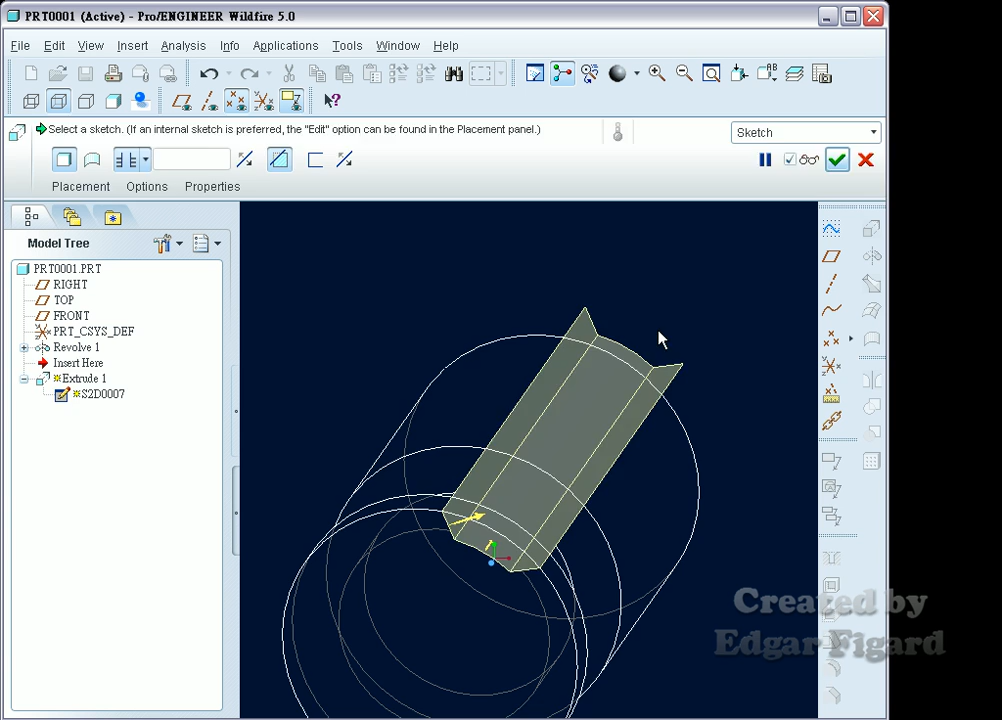 PRT0001 (Active) - Pro/ENGINEER Wildfire 5.0
File Edit View Insert Analysis Info Applications Tools Window Help
Select a sketch. (If an internal sketch is preferred, the "Edit" option can be found in the Placement panel.)
Sketch
Placement Options Properties
Model Tree
PRT0001.PRT
RIGHT
TOP
FRONT
PRT_CSYS_DEF
Revolve 1
Insert Here
Extrude 1
S2D0007
Created by
Edgar Figard